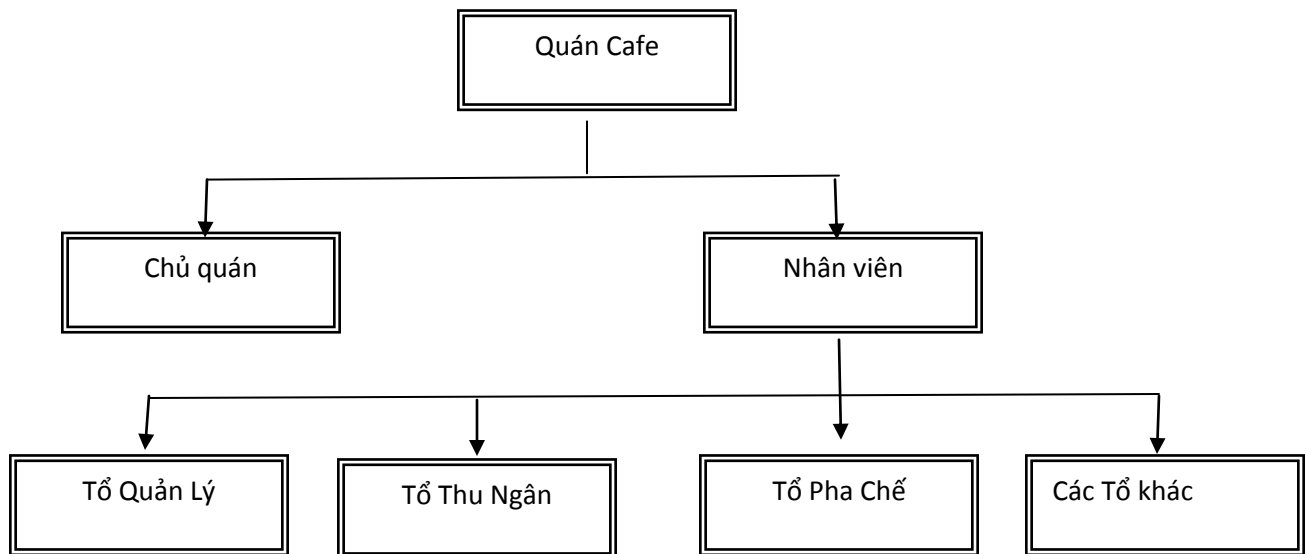 Quán Cafe
Chủ quán
Nhân viên
Tổ Quản Lý
Tổ Thu Ngân
Tổ Pha Chế
Các Tổ khác